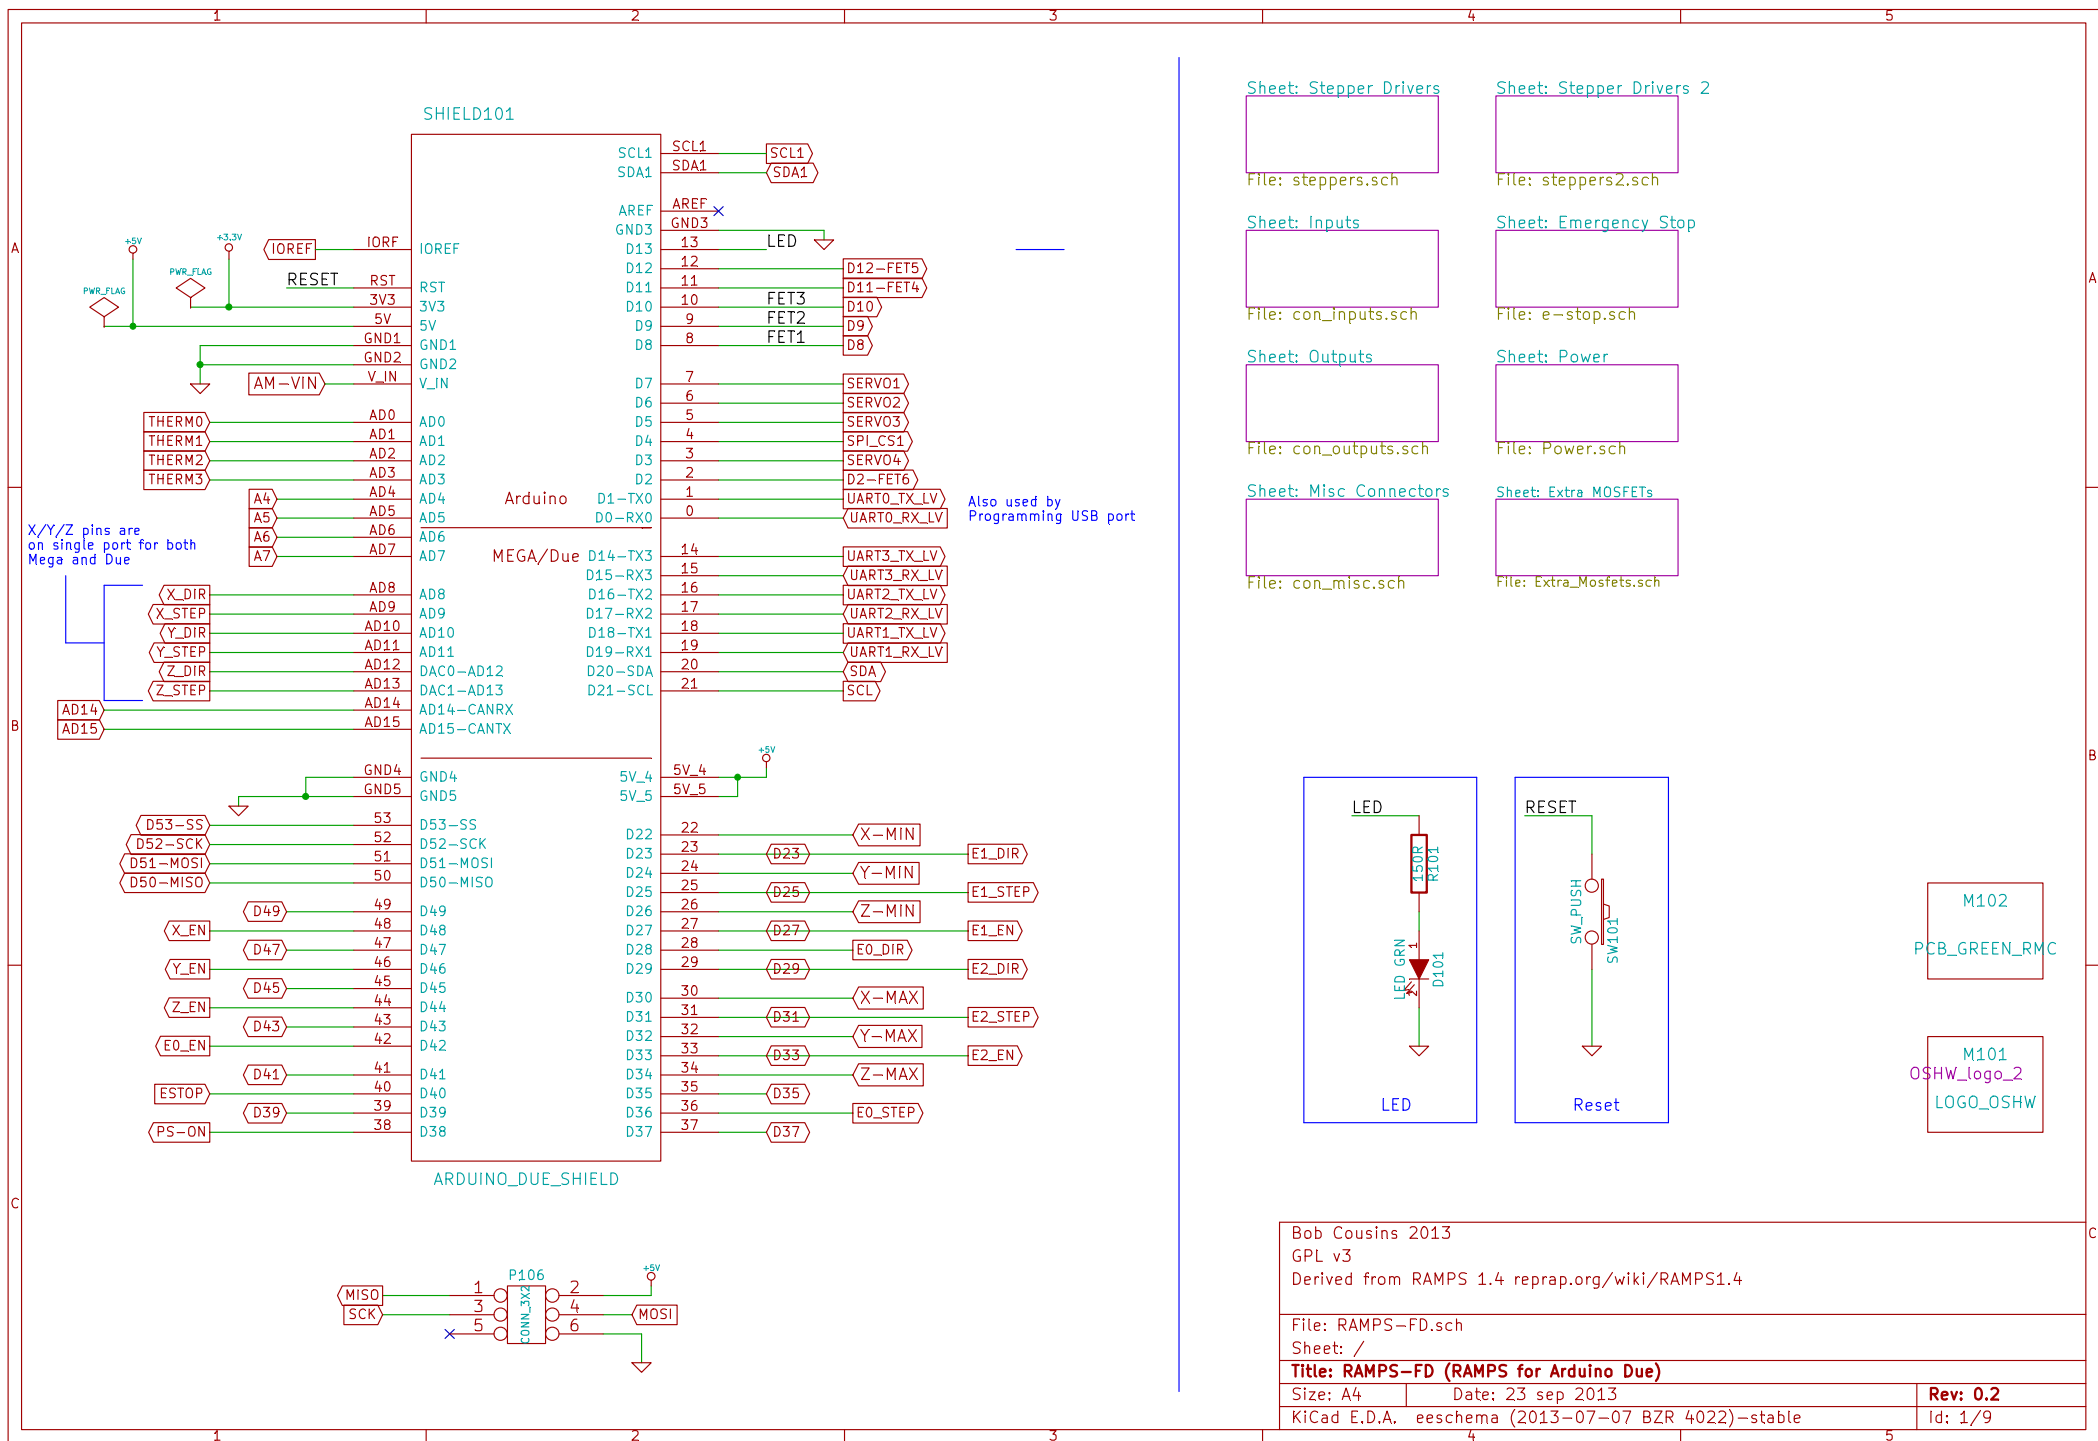 1 2 3 4 5
A
B
C
A
B
C
1 2 3 4 5
SHIELD101
SCL1 SCL1 SCL1
SDA1 SDA1 SDA1
AREF AREF
GND3 GND3
D13 13 LED
D12 12 D12-FET5
D11 11 D11-FET4
D10 10 FET3 D10
D9 9 FET2 D9
D8 8 FET1 D8
D7 7 SERVO1
D6 6 SERVO2
D5 5 SERVO3
D4 4 SPI_CS1
D3 3 SERVO4
D2 2 D2-FET6
D1-TX0 1 UART0_TX_LV
D0-RX0 0 UART0_RX_LV
Also used by
Programming USB port
D14-TX3 14 UART3_TX_LV
D15-RX3 15 UART3_RX_LV
D16-TX2 16 UART2_TX_LV
D17-RX2 17 UART2_RX_LV
D18-TX1 18 UART1_TX_LV
D19-RX1 19 UART1_RX_LV
D20-SDA 20 SDA
D21-SCL 21 SCL
+5V
+3.3V
PWR_FLAG
PWR_FLAG
IOREF IORF IOREF
RESET RST RST
3V3 3V3
5V 5V
GND1 GND1
GND2 GND2
AM-VIN V_IN V_IN
THERM0 AD0 AD0
THERM1 AD1 AD1
THERM2 AD2 AD2
THERM3 AD3 AD3
A4 AD4 AD4
A5 AD5 AD5
A6 AD6 AD6
A7 AD7 AD7
Arduino
MEGA/Due
X/Y/Z pins are
on single port for both
Mega and Due
X_DIR AD8 AD8
X_STEP AD9 AD9
Y_DIR AD10 AD10
Y_STEP AD11 AD11
Z_DIR AD12 DAC0-AD12
Z_STEP AD13 DAC1-AD13
AD14 AD14 AD14-CANRX
AD15 AD15 AD15-CANTX
GND4 GND4
GND5 GND5
D53-SS 53 D53-SS
D52-SCK 52 D52-SCK
D51-MOSI 51 D51-MOSI
D50-MISO 50 D50-MISO
D49 49 D49
X_EN 48 D48
D47 47 D47
Y_EN 46 D46
D45 45 D45
Z_EN 44 D44
D43 43 D43
E0_EN 42 D42
D41 41 D41
ESTOP 40 D40
D39 39 D39
PS-ON 38 D38
+5V
5V_4 5V_4
5V_5 5V_5
D22 22 X-MIN
D23 23 D23 E1_DIR
D24 24 Y-MIN
D25 25 D25 E1_STEP
D26 26 Z-MIN
D27 27 D27 E1_EN
D28 28 E0_DIR
D29 29 D29 E2_DIR
D30 30 X-MAX
D31 31 D31 E2_STEP
D32 32 Y-MAX
D33 33 D33 E2_EN
D34 34 Z-MAX
D35 35 D35
D36 36 E0_STEP
D37 37 D37
ARDUINO_DUE_SHIELD
P106
CONN_3X2
+5V
MISO 1 2
SCK 3 4 MOSI
5 6
Sheet: Stepper Drivers
File: steppers.sch
Sheet: Stepper Drivers 2
File: steppers2.sch
Sheet: Inputs
File: con_inputs.sch
Sheet: Emergency Stop
File: e-stop.sch
Sheet: Outputs
File: con_outputs.sch
Sheet: Power
File: Power.sch
Sheet: Misc Connectors
File: con_misc.sch
Sheet: Extra MOSFETs
File: Extra_Mosfets.sch
LED
150R
R101
LED GRN
1
2
D101
LED
RESET
SW_PUSH
SW101
Reset
M102
PCB_GREEN_RMC
M101
OSHW_logo_2
LOGO_OSHW
Bob Cousins 2013
GPL v3
Derived from RAMPS 1.4 reprap.org/wiki/RAMPS1.4
File: RAMPS-FD.sch
Sheet: /
Title: RAMPS-FD (RAMPS for Arduino Due)
Size: A4 Date: 23 sep 2013 Rev: 0.2
KiCad E.D.A. eeschema (2013-07-07 BZR 4022)-stable Id: 1/9